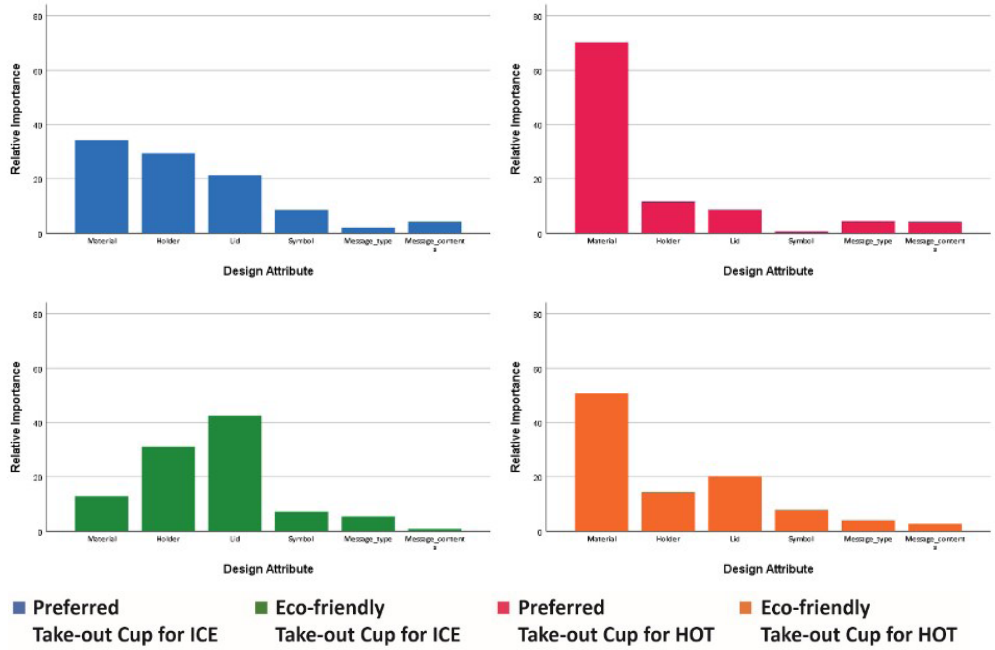 80
60
40
20
0
Relative Importance
Material Holder Lid Symbol Message_type Message_content
s
Design Attribute
80
60
40
20
0
Relative Importance
Material Holder Lid Symbol Message_type Message_content
s
Design Attribute
80
60
40
20
0
Relative Importance
Material Holder Lid Symbol Message_type Message_content
s
Design Attribute
80
60
40
20
0
Relative Importance
Material Holder Lid Symbol Message_type Message_content
s
Design Attribute
Preferred
Take-out Cup for ICE
Eco-friendly
Take-out Cup for ICE
Preferred
Take-out Cup for HOT
Eco-friendly
Take-out Cup for HOT